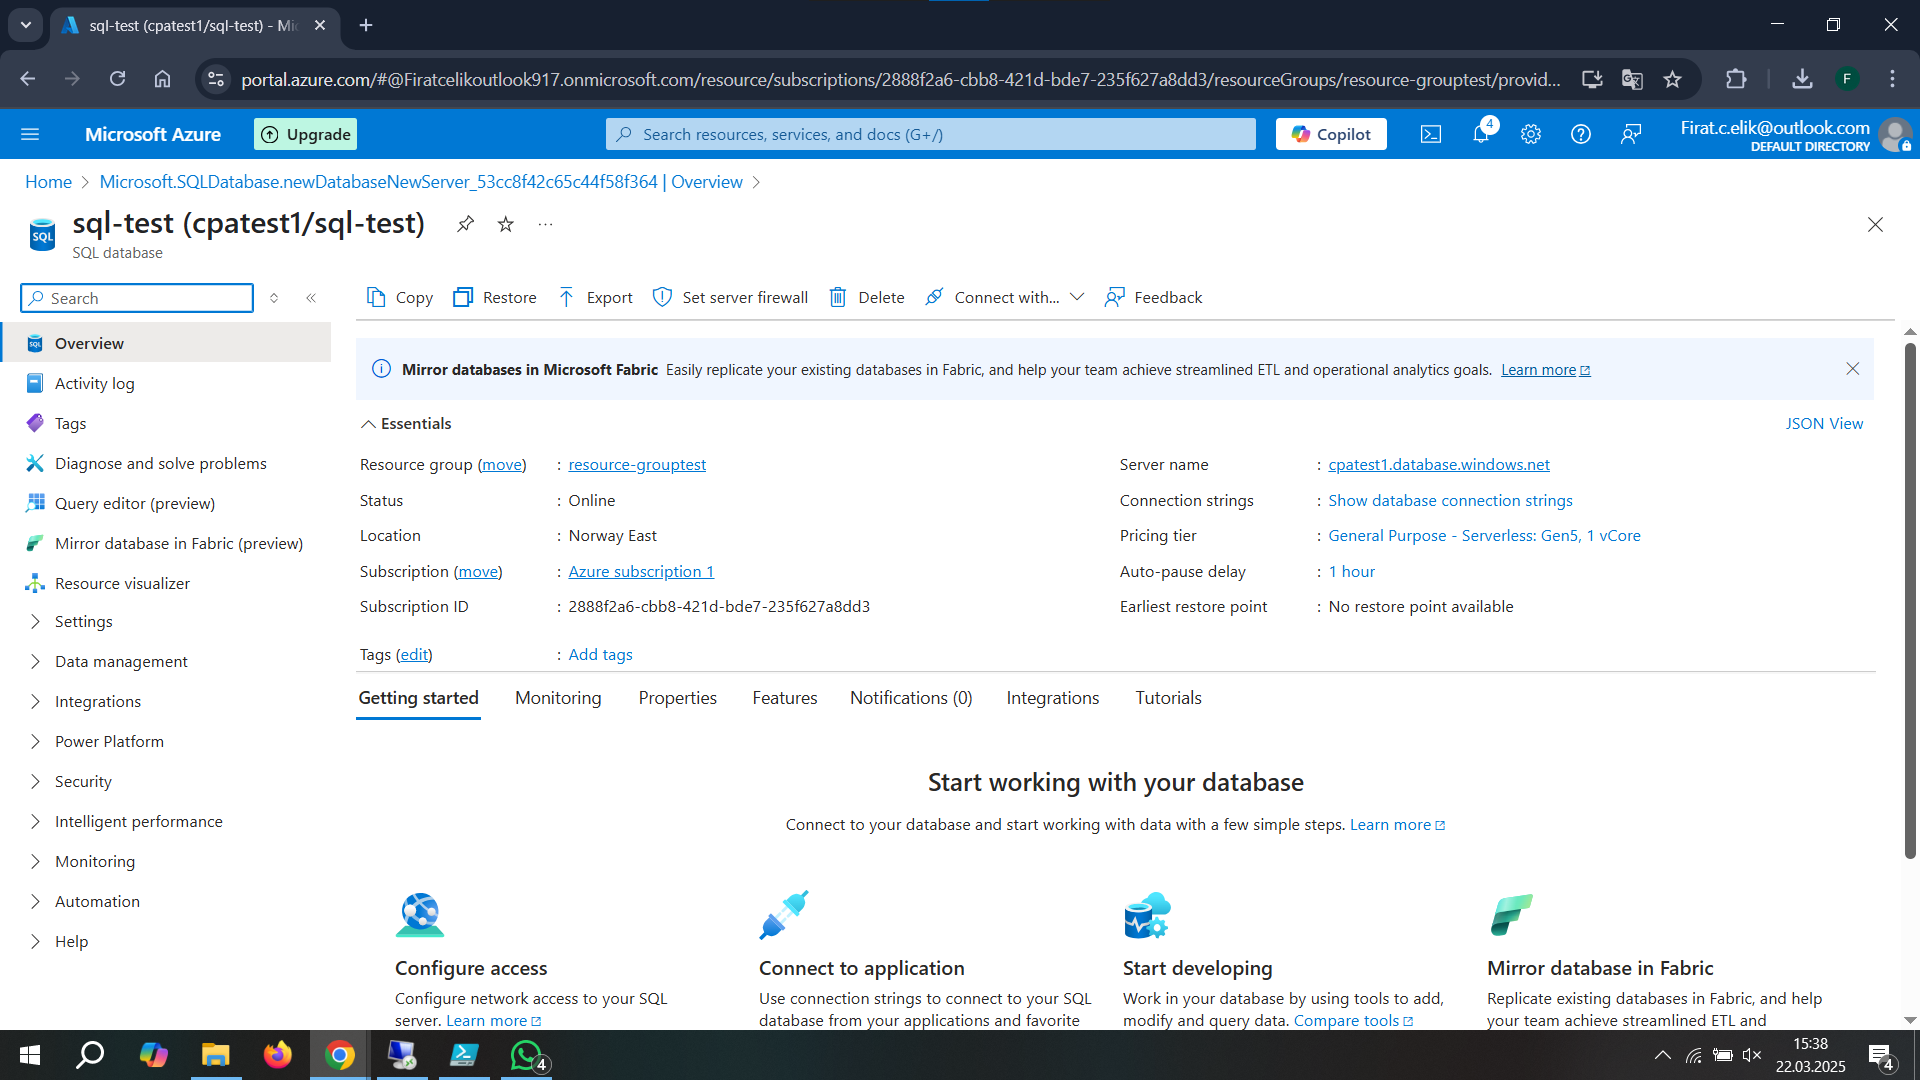 sql-test (cpatest1/sql-test) - Mi
portal.azure.com/#@Firatcelikoutlook917.onmicrosoft.com/resource/subscriptions/2888f2a6-cbb8-421d-bde7-235f627a8dd3/resourceGroups/resource-grouptest/provid...
F
Microsoft Azure
Upgrade
Search resources, services, and docs (G+/)
Copilot
4
Firat.c.elik@outlook.com
DEFAULT DIRECTORY
Home > Microsoft.SQLDatabase.newDatabaseNewServer_53cc8f42c65c44f58f364 | Overview >
SQL
sql-test (cpatest1/sql-test)
SQL database
Search
Copy
Restore
Export
Set server firewall
Delete
Connect with...
Feedback
Overview
Activity log
Tags
Diagnose and solve problems
Query editor (preview)
Mirror database in Fabric (preview)
Resource visualizer
Settings
Data management
Integrations
Power Platform
Security
Intelligent performance
Monitoring
Automation
Help
Mirror databases in Microsoft Fabric Easily replicate your existing databases in Fabric, and help your team achieve streamlined ETL and operational analytics goals. Learn more
Essentials
JSON View
Resource group (move) : resource-grouptest
Status : Online
Location : Norway East
Subscription (move) : Azure subscription 1
Subscription ID : 2888f2a6-cbb8-421d-bde7-235f627a8dd3
Tags (edit) : Add tags
Server name : cpatest1.database.windows.net
Connection strings : Show database connection strings
Pricing tier : General Purpose - Serverless: Gen5, 1 vCore
Auto-pause delay : 1 hour
Earliest restore point : No restore point available
Getting started
Monitoring
Properties
Features
Notifications (0)
Integrations
Tutorials
Start working with your database
Connect to your database and start working with data with a few simple steps. Learn more
Configure access
Configure network access to your SQL
server. Learn more
Connect to application
Use connection strings to connect to your SQL
database from your applications and favorite
Start developing
Work in your database by using tools to add,
modify and query data. Compare tools
Mirror database in Fabric
Replicate existing databases in Fabric, and help
your team achieve streamlined ETL and
4
15:38
22.03.2025
4